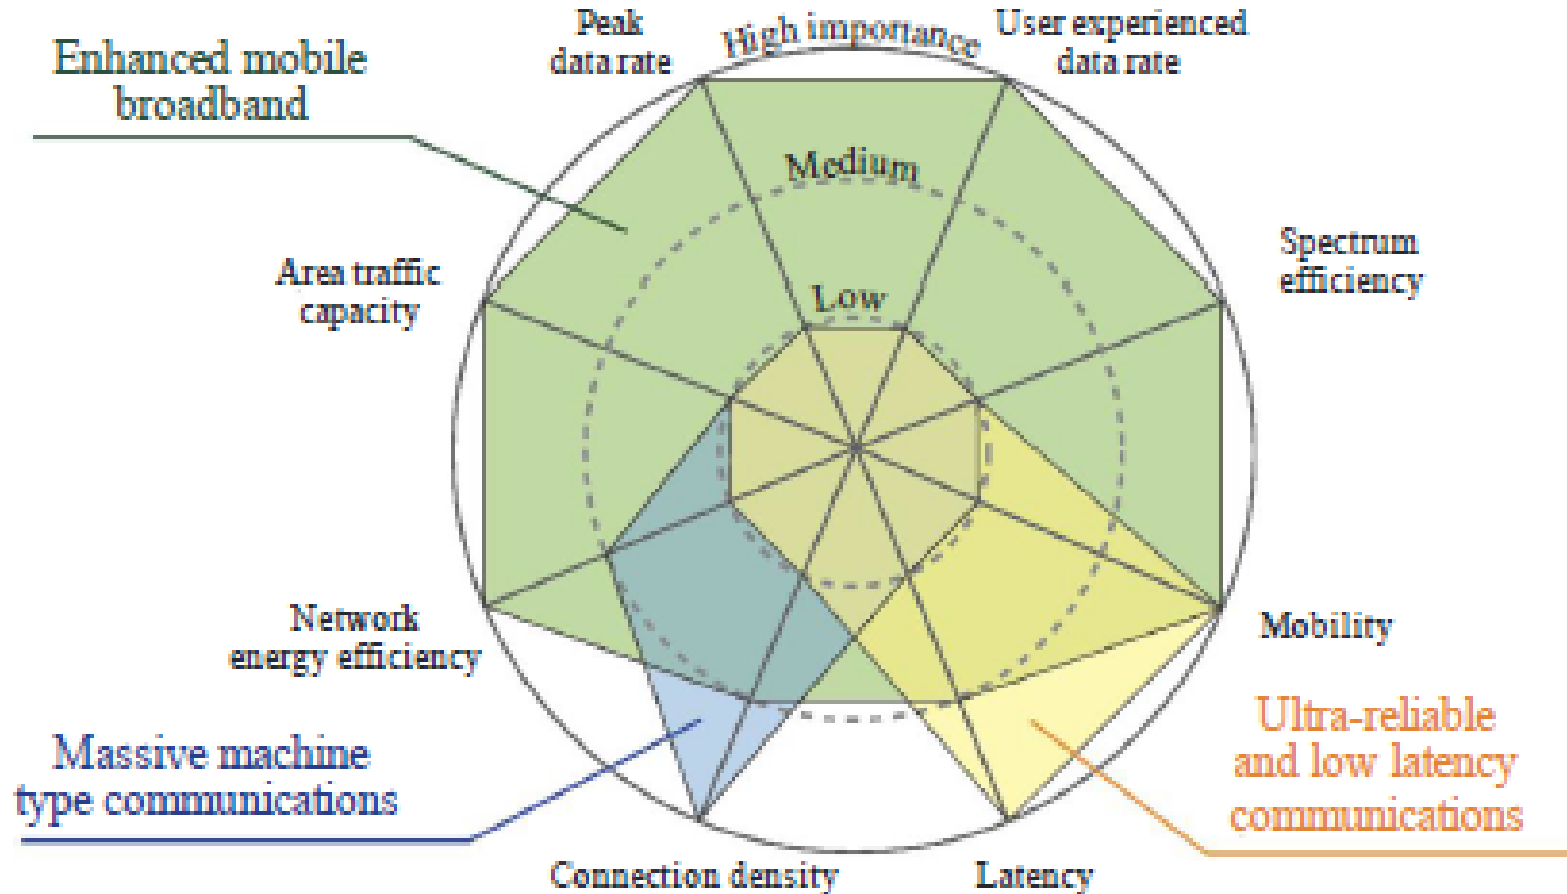 Peak
data rate
High importance
User experienced
data rate
Enhanced mobile
broadband
Medium
Spectrum
efficiency
Area traffic
capacity
Low
Network
energy efficiency
Mobility
Ultra-reliable
and low latency
communications
Massive machine
type communications
Connection density
Latency